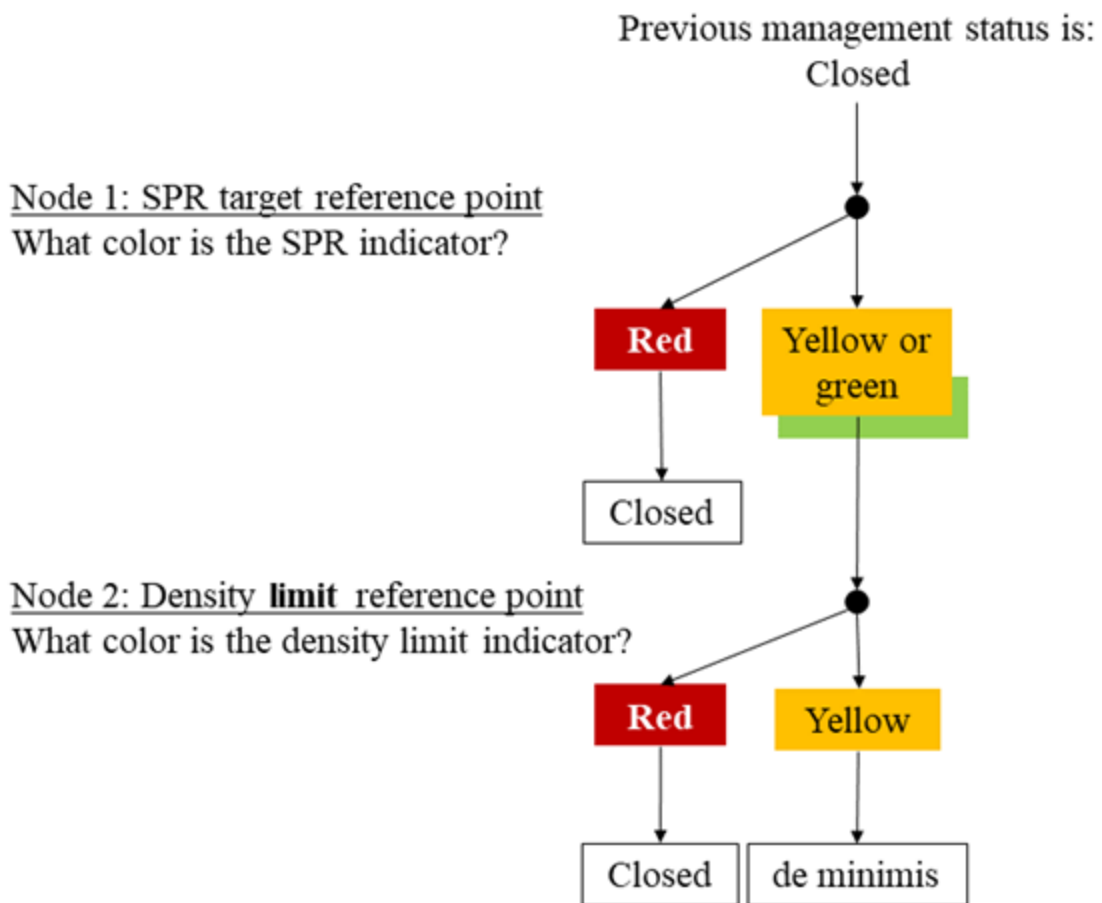 Previous management status is:
Closed
Node 1: SPR target reference point
What color is the SPR indicator?
Red
Yellow or
green
Closed
Node 2: Density limit reference point
What color is the density limit indicator?
Red
Yellow
Closed
de minimis